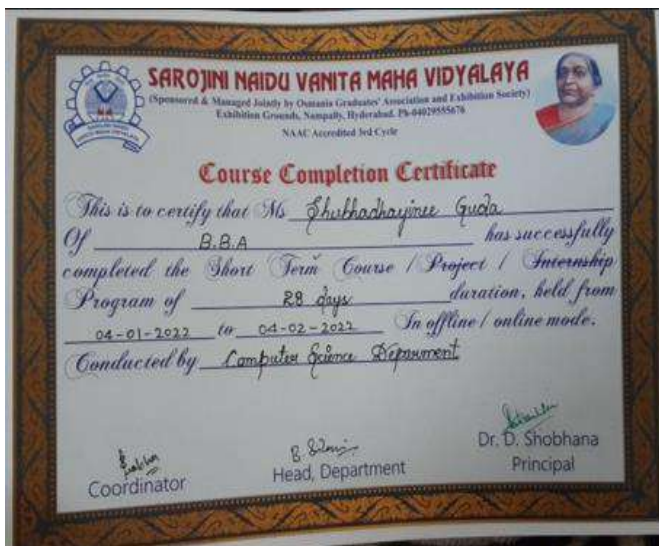 SAROJINI NAIDU VANITA MAHA VIDYALAYA
(Sponsored & Managed Jointly by Osmania Graduates' Association and Exhibition Society)
Exhibition Grounds, Nampally, Hyderabad. Ph-04029555676
NAAC Accredited 3rd Cycle
Course Completion Certificate
This is to certify that Ms Shubhadhayinee Guda
Of B.B.A has successfully
completed the Short Term Course / Project / Internship
Program of 28 days duration, held from
04-01-2022 to 04-02-2022 In offline / online mode.
Conducted by Computer Science Deparment
Dr. D. Shobhana
Coordinator Head, Department Principal